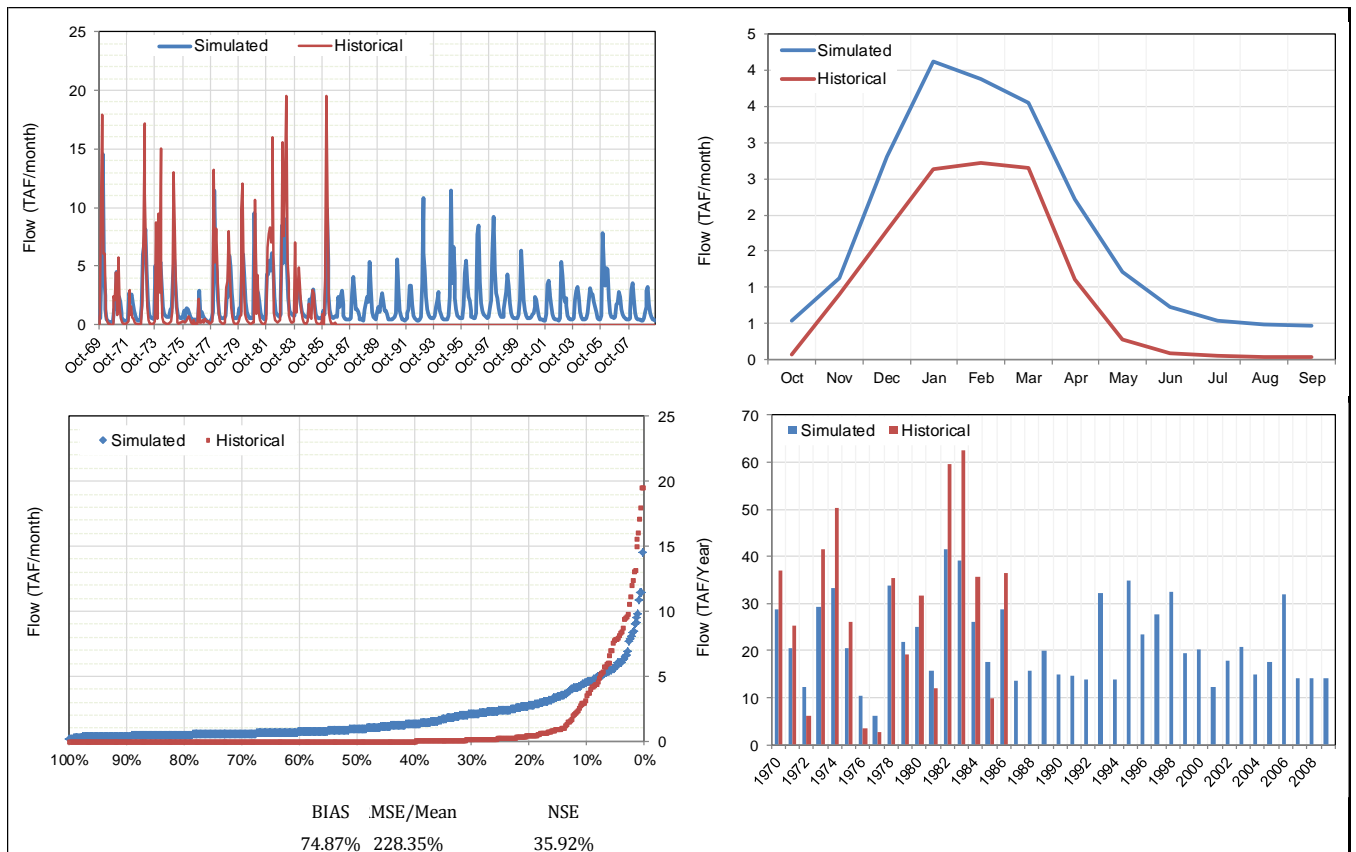 Flow (TAF/month)
25
20
15
10
5
0
Simulated Historical
Oct-69 Oct-71 Oct-73 Oct-75 Oct-77 Oct-79 Oct-81 Oct-83 Oct-85 Oct-87 Oct-89 Oct-91 Oct-93 Oct-95 Oct-97 Oct-99 Oct-01 Oct-03 Oct-05 Oct-07
Flow (TAF/month)
5
4
4
3
3
2
2
1
1
0
Simulated
Historical
Oct Nov Dec Jan Feb Mar Apr May Jun Jul Aug Sep
Flow (TAF/month)
Simulated Historical
25
20
15
10
5
0
100% 90% 80% 70% 60% 50% 40% 30% 20% 10% 0%
Flow (TAF/Year)
70
60
50
40
30
20
10
0
Simulated Historical
1970 1972 1974 1976 1978 1980 1982 1984 1986 1988 1990 1992 1994 1996 1998 2000 2002 2004 2006 2008
BIAS .MSE/Mean NSE
74.87% 228.35% 35.92%